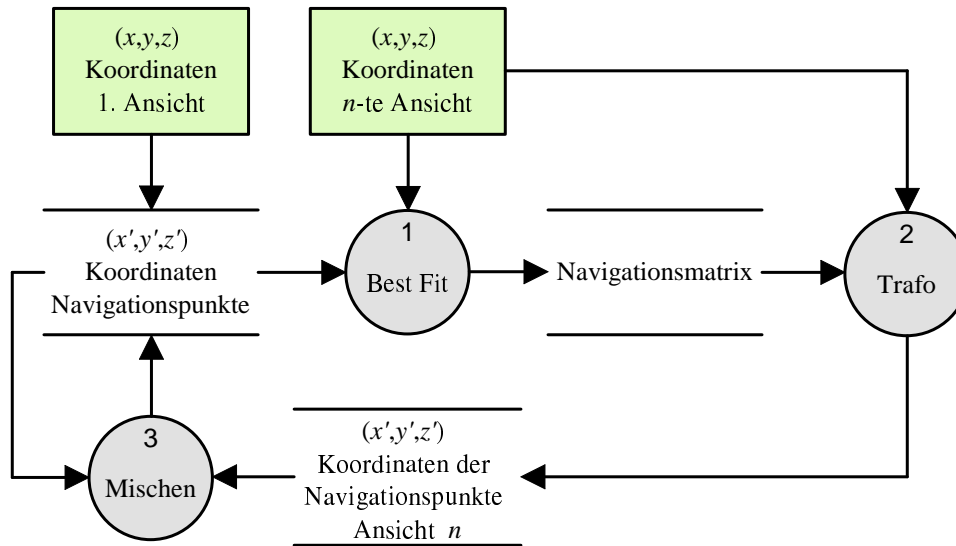 (x,y,z)
Koordinaten
1. Ansicht
(x,y,z)
Koordinaten
n-te Ansicht
(x′,y′,z′)
Koordinaten
Navigationspunkte
1
Best Fit
Navigationsmatrix
2
Trafo
3
Mischen
(x′,y′,z′)
Koordinaten der
Navigationspunkte
Ansicht n